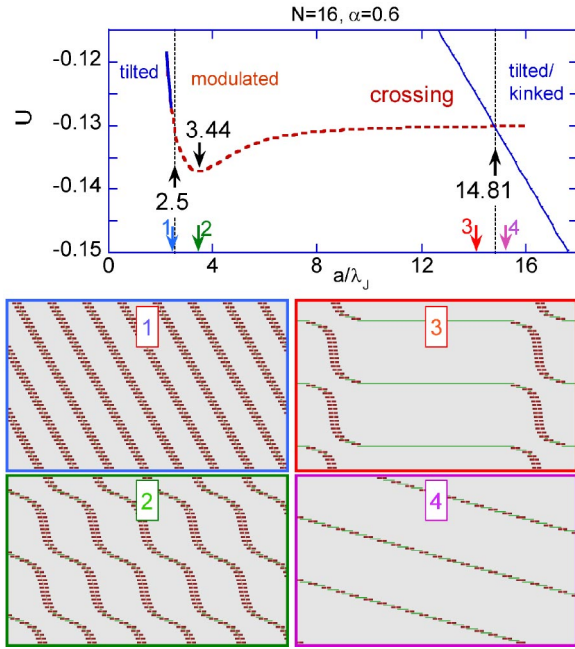 N=16, α=0.6
-0.12
-0.13
-0.14
-0.15
U
tilted
modulated
crossing
tilted/
kinked
3.44
2.5
14.81
1
2
3
4
0 4 8 12 16
a/λ_J
1
3
2
4